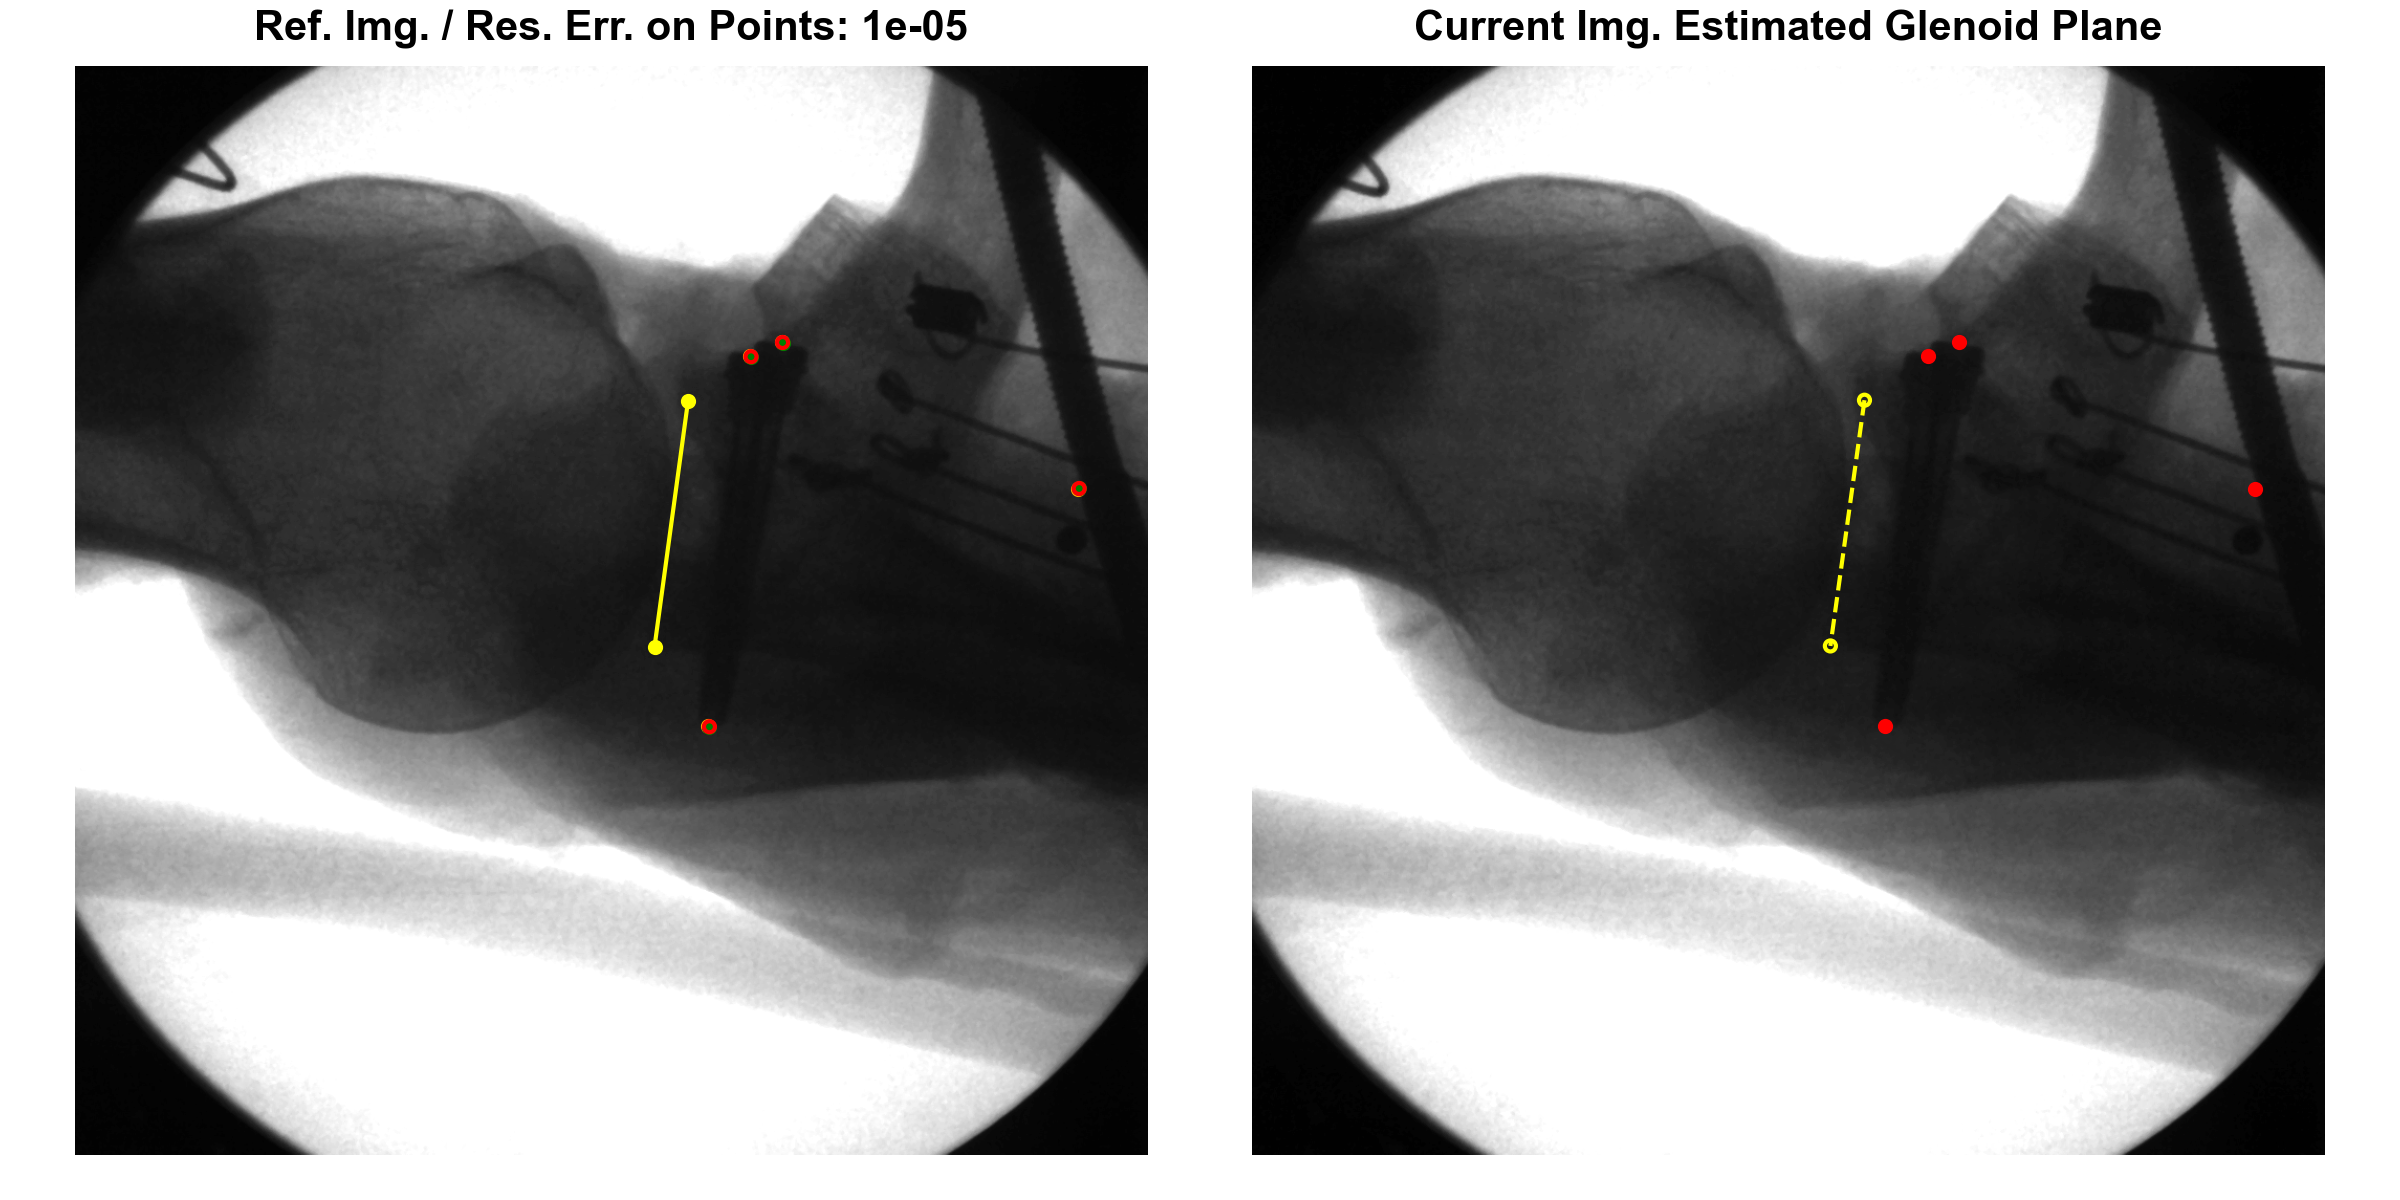 Ref. Img. / Res. Err. on Points: 1e-05
Current Img. Estimated Glenoid Plane